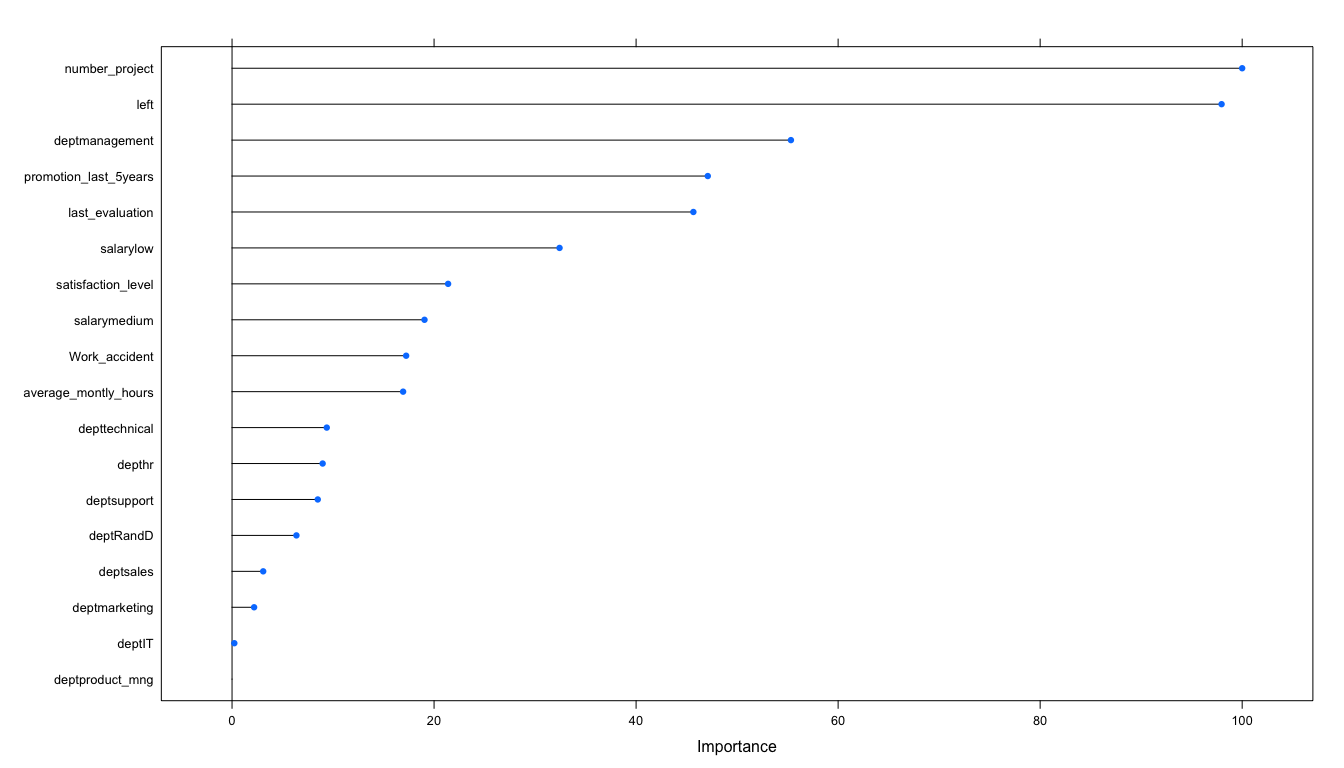 number_project
left
deptmanagement
promotion_last_5years
last_evaluation
salarylow
satisfaction_level
salarymedium
Work_accident
average_montly_hours
depttechnical
depthr
deptsupport
deptRandD
deptsales
deptmarketing
deptIT
deptproduct_mng
0 20 40 60 80 100
Importance